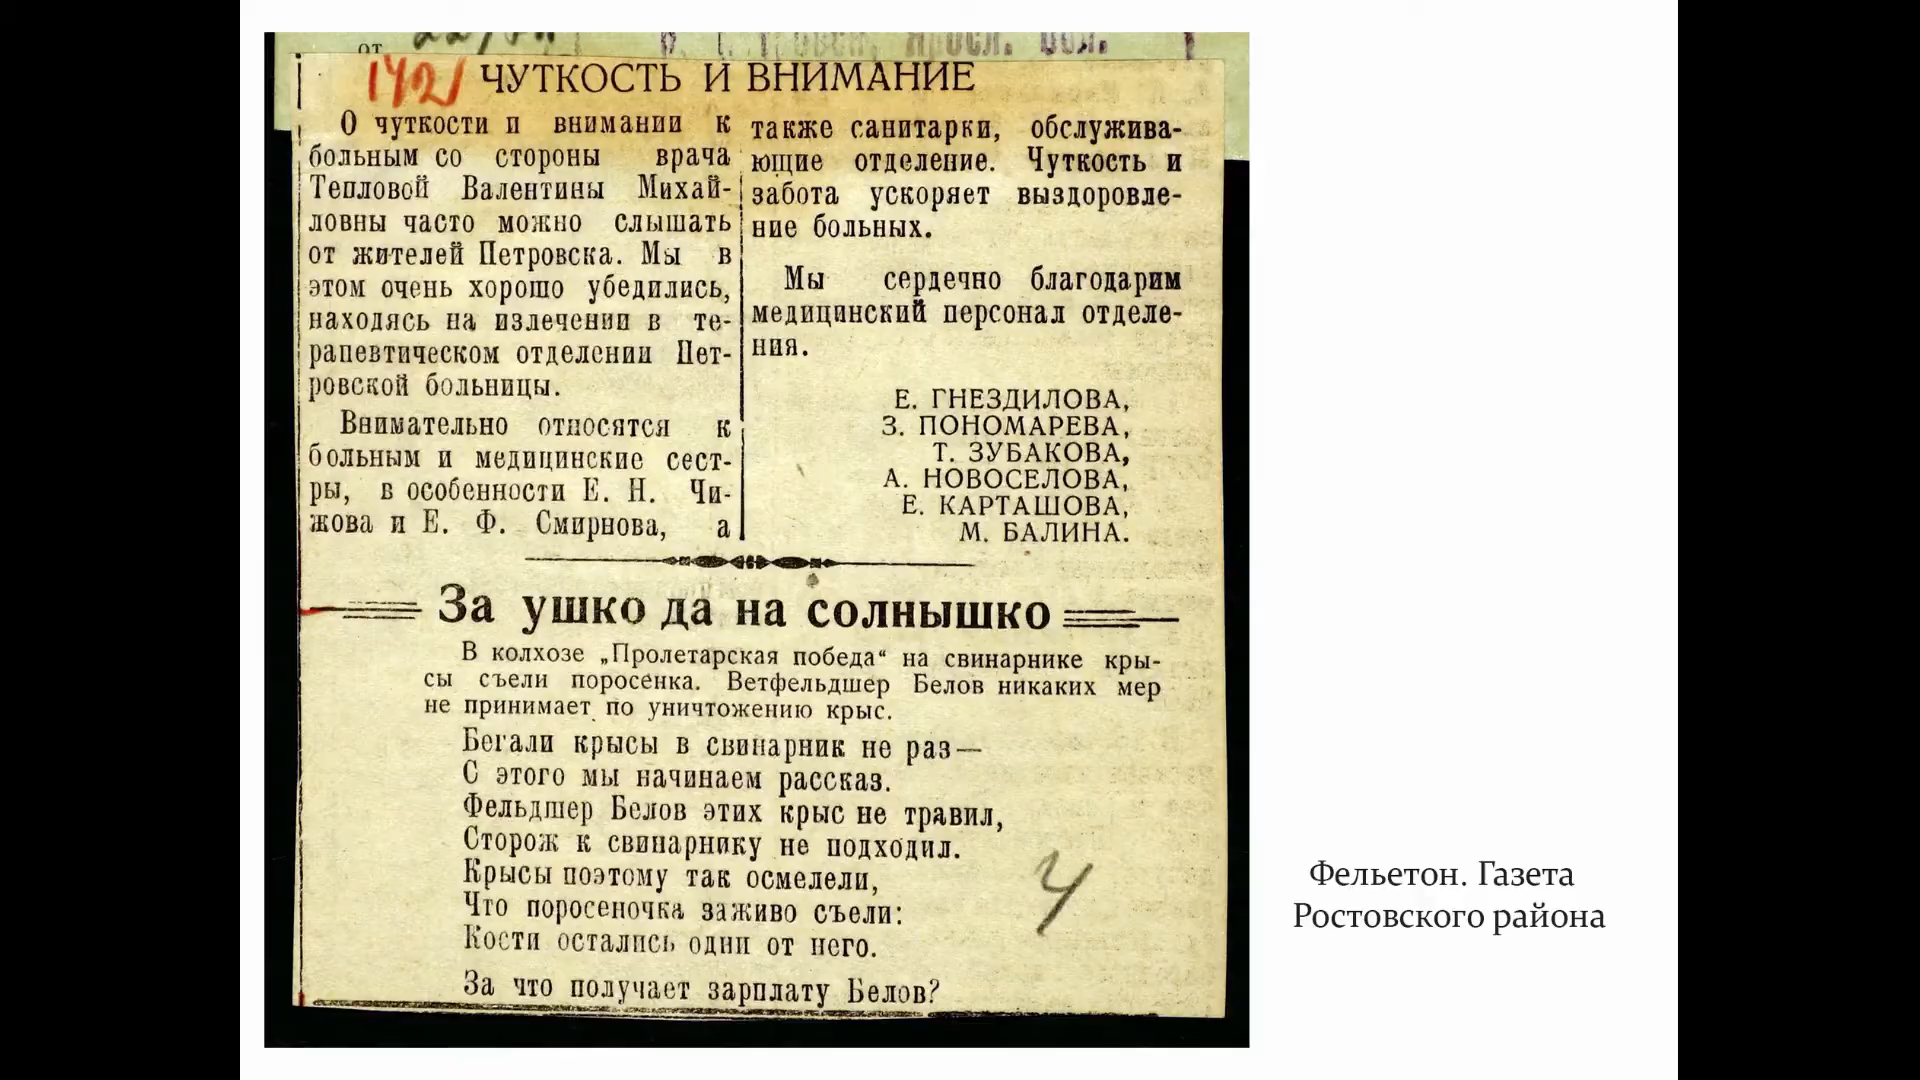 от
142
ЧУТКОСТЬ И ВНИМАНИЕ
О чуткости и внимании к
больным со стороны врача
Тепловой Валентины Михай-
ловны часто можно слышать
от жителей Петровска. Мы в
этом очень хорошо убедились,
находясь на излечении в те-
рапевтическом отделении Пет-
ровской больницы.
Внимательно относятся к
больным и медицинские сест-
ры, в особенности Е. Н. Чи-
жова и Е. Ф. Смирнова, а
также санитарки, обслужива-
ющие отделение. Чуткость и
забота ускоряет выздоровле-
ние больных.
Мы сердечно благодарим
медицинский персонал отделе-
ния.
Е. ГНЕЗДИЛОВА,
З. ПОНОМАРЕВА,
Т. ЗУБАКОВА,
А. НОВОСЕЛОВА,
Е. КАРТАШОВА,
М. БАЛИНА.
За ушко да на солнышко
В колхозе „Пролетарская победа“ на свинарнике кры-
сы съели поросенка. Ветфельдшер Белов никаких мер
не принимает по уничтожению крыс.
Бегали крысы в свинарник не раз—
С этого мы начинаем рассказ.
Фельдшер Белов этих крыс не травил,
Сторож к свинарнику не подходил.
Крысы поэтому так осмелели,
Что поросеночка заживо съели:
Кости остались одни от него.
За что получает зарплату Белов?
Фельетон. Газета
Ростовского района